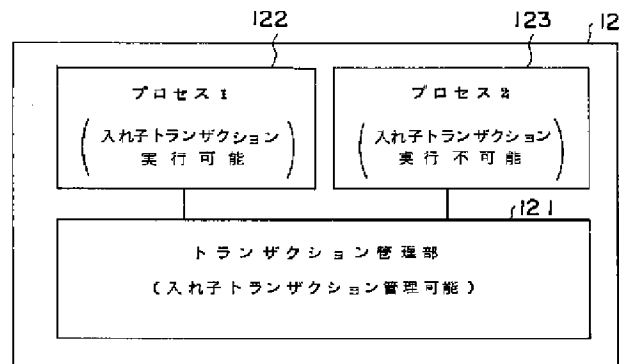 122
123
12
プロセス1
(入れ子トランザクション
実行可能)
プロセス2
(入れ子トランザクション
実行不可能)
121
トランザクション管理部
(入れ子トランザクション管理可能)